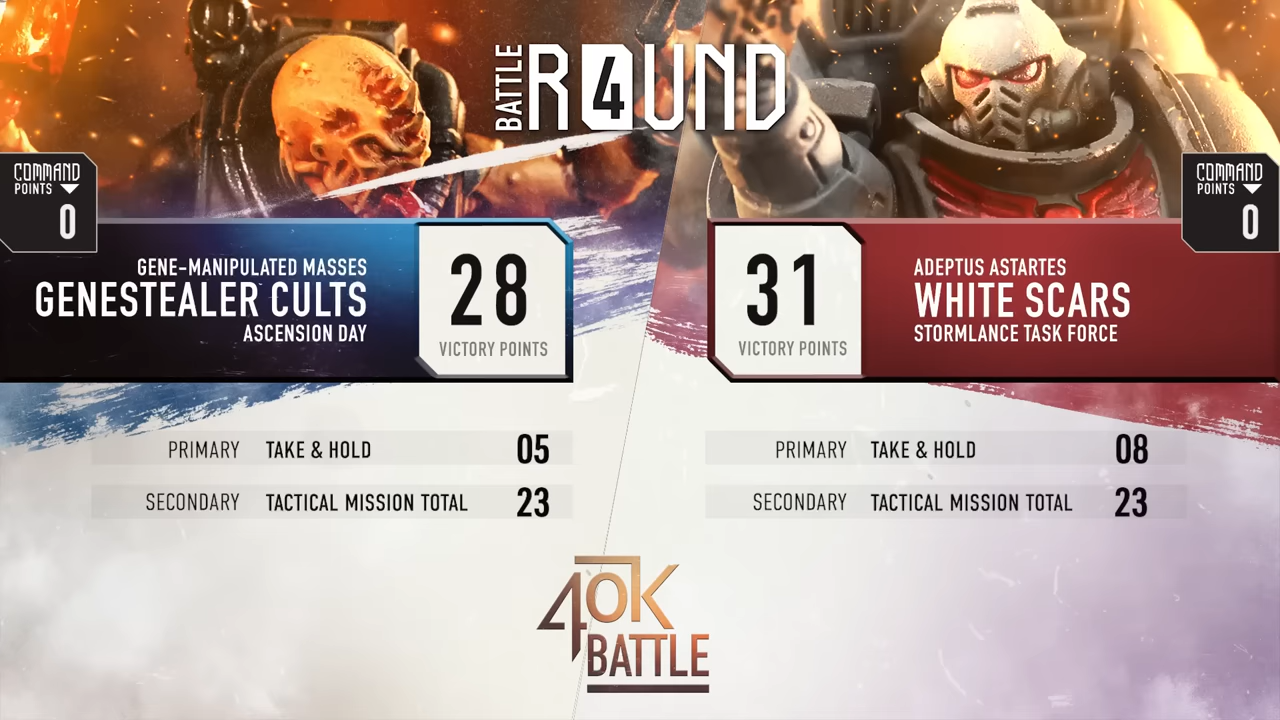 BATTLE
R4UND
COMMAND
POINTS
0
GENE-MANIPULATED MASSES
GENESTEALER CULTS
ASCENSION DAY
28
VICTORY POINTS
PRIMARY TAKE & HOLD 05
SECONDARY TACTICAL MISSION TOTAL 23
COMMAND
POINTS
0
31
VICTORY POINTS
ADEPTUS ASTARTES
WHITE SCARS
STORMLANCE TASK FORCE
PRIMARY TAKE & HOLD 08
SECONDARY TACTICAL MISSION TOTAL 23
40K
BATTLE